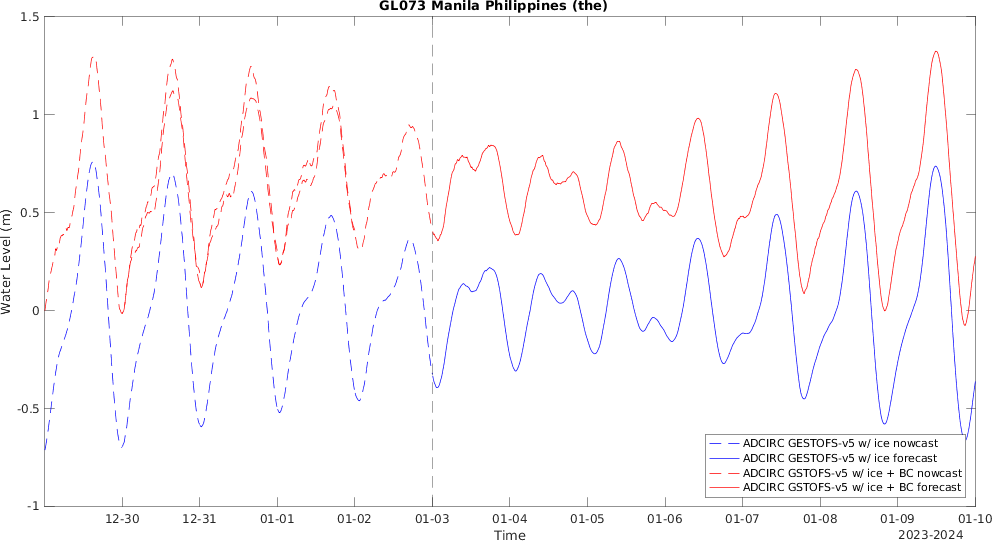 GL073 Manila Philippines (the)
1.5
1
0.5
0
-0.5
-1
Water Level (m)
12-30
12-31
01-01
01-02
01-03
01-04
01-05
01-06
01-07
01-08
01-09
01-10
Time
2023-2024
ADCIRC GESTOFS-v5 w/ ice nowcast
ADCIRC GESTOFS-v5 w/ ice forecast
ADCIRC GSTOFS-v5 w/ ice + BC nowcast
ADCIRC GSTOFS-v5 w/ ice + BC forecast